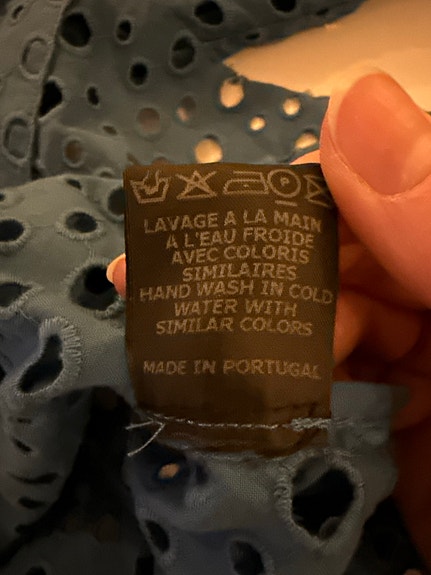 LAVAGE A LA MAIN
A L'EAU FROIDE
AVEC COLORIS
SIMILAIRES
HAND WASH IN COLD
WATER WITH
SIMILAR COLORS
MADE IN PORTUGAL